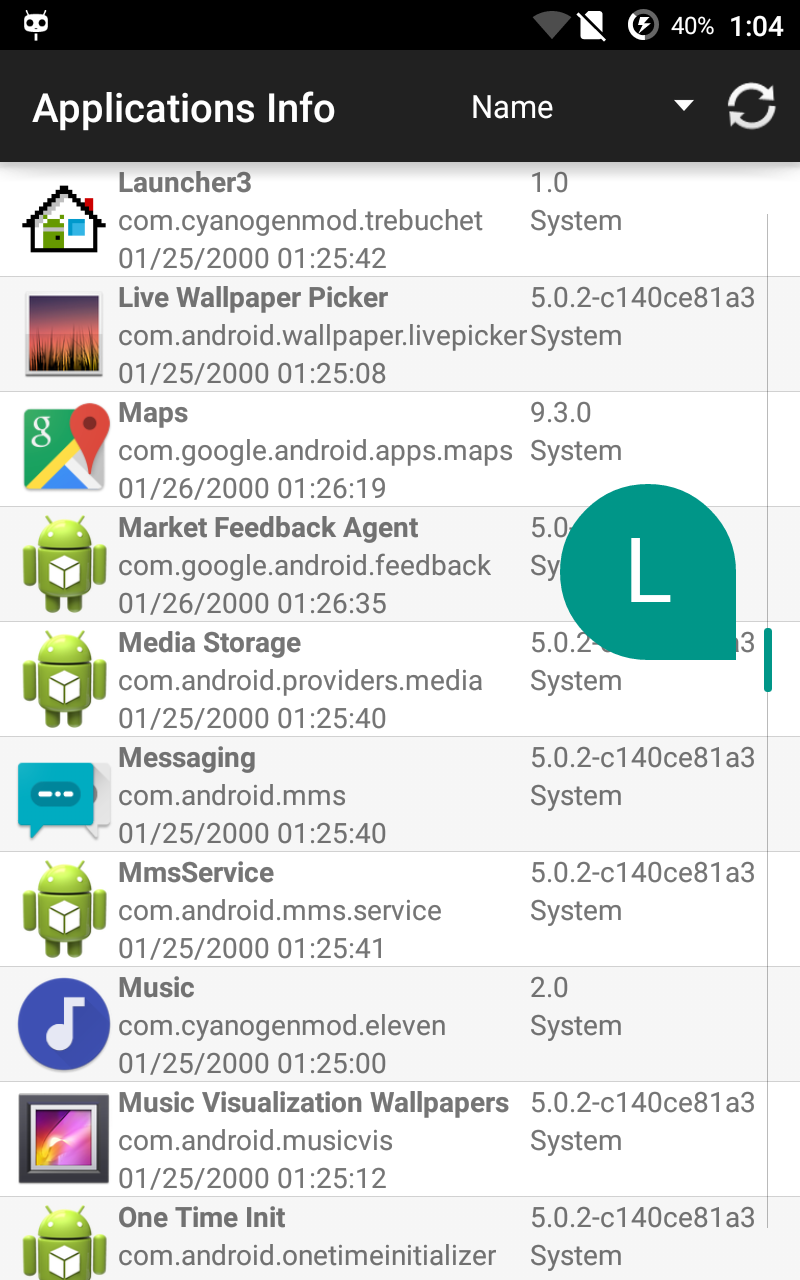 40% 1:04
Applications Info Name
Launcher3 1.0
com.cyanogenmod.trebuchet System
01/25/2000 01:25:42
Live Wallpaper Picker 5.0.2-c140ce81a3
com.android.wallpaper.livepicker System
01/25/2000 01:25:08
g
Maps 9.3.0
com.google.android.apps.maps System
01/26/2000 01:26:19
Market Feedback Agent 5.0-
com.google.android.feedback Sy
L
01/26/2000 01:26:35
Media Storage 5.0.2- a3
com.android.providers.media System
01/25/2000 01:25:40
Messaging 5.0.2-c140ce81a3
com.android.mms System
01/25/2000 01:25:40
MmsService 5.0.2-c140ce81a3
com.android.mms.service System
01/25/2000 01:25:41
Music 2.0
com.cyanogenmod.eleven System
01/25/2000 01:25:00
Music Visualization Wallpapers 5.0.2-c140ce81a3
com.android.musicvis System
01/25/2000 01:25:12
One Time Init 5.0.2-c140ce81a3
com.android.onetimeinitializer System